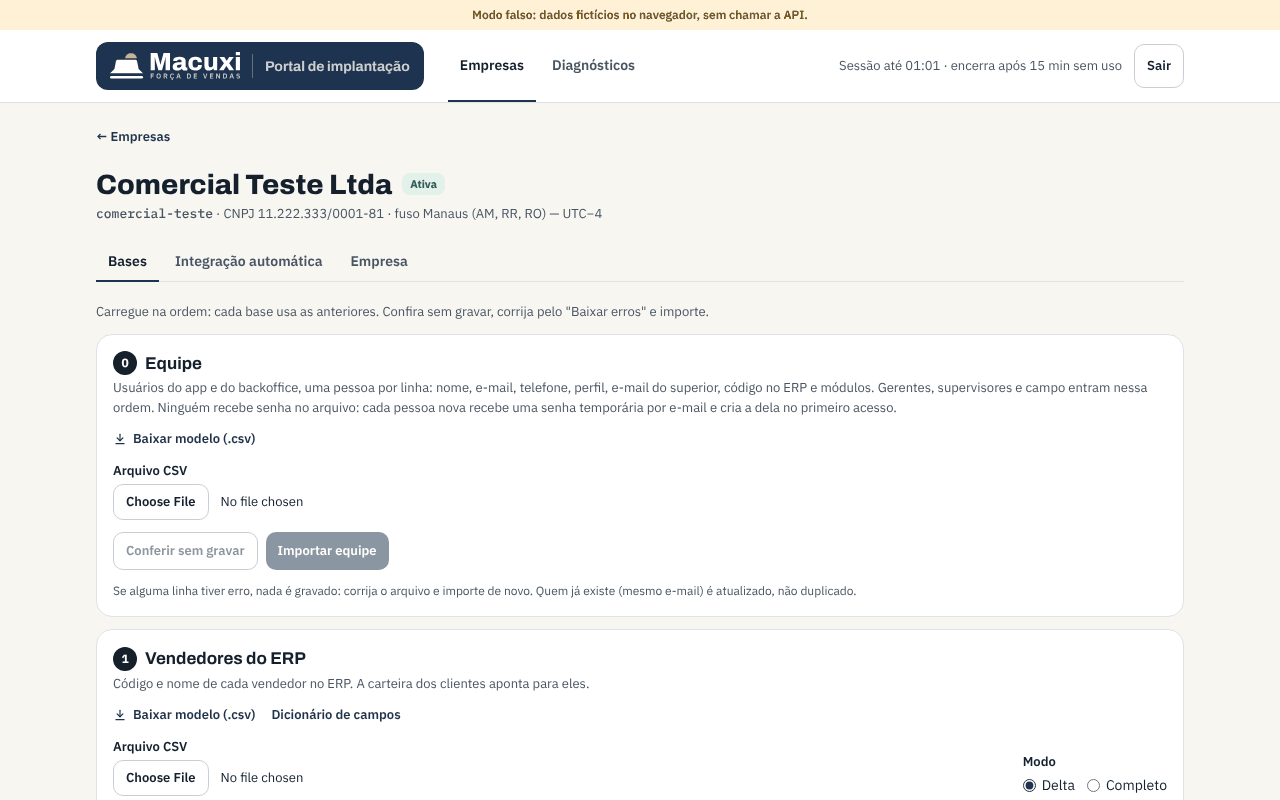 Modo falso: dados fictícios no navegador, sem chamar a API.
Macuxi
FORÇA DE VENDAS
Portal de implantação
Empresas
Diagnósticos
Sessão até 01:01 · encerra após 15 min sem uso
Sair
← Empresas
Comercial Teste Ltda
Ativa
comercial-teste · CNPJ 11.222.333/0001-81 · fuso Manaus (AM, RR, RO) — UTC−4
Bases
Integração automática
Empresa
Carregue na ordem: cada base usa as anteriores. Confira sem gravar, corrija pelo "Baixar erros" e importe.
0
Equipe
Usuários do app e do backoffice, uma pessoa por linha: nome, e-mail, telefone, perfil, e-mail do superior, código no ERP e módulos. Gerentes, supervisores e campo entram nessa
ordem. Ninguém recebe senha no arquivo: cada pessoa nova recebe uma senha temporária por e-mail e cria a dela no primeiro acesso.
Baixar modelo (.csv)
Arquivo CSV
Choose File
No file chosen
Conferir sem gravar
Importar equipe
Se alguma linha tiver erro, nada é gravado: corrija o arquivo e importe de novo. Quem já existe (mesmo e-mail) é atualizado, não duplicado.
1
Vendedores do ERP
Código e nome de cada vendedor no ERP. A carteira dos clientes aponta para eles.
Baixar modelo (.csv)
Dicionário de campos
Arquivo CSV
Modo
Choose File
No file chosen
Delta
Completo